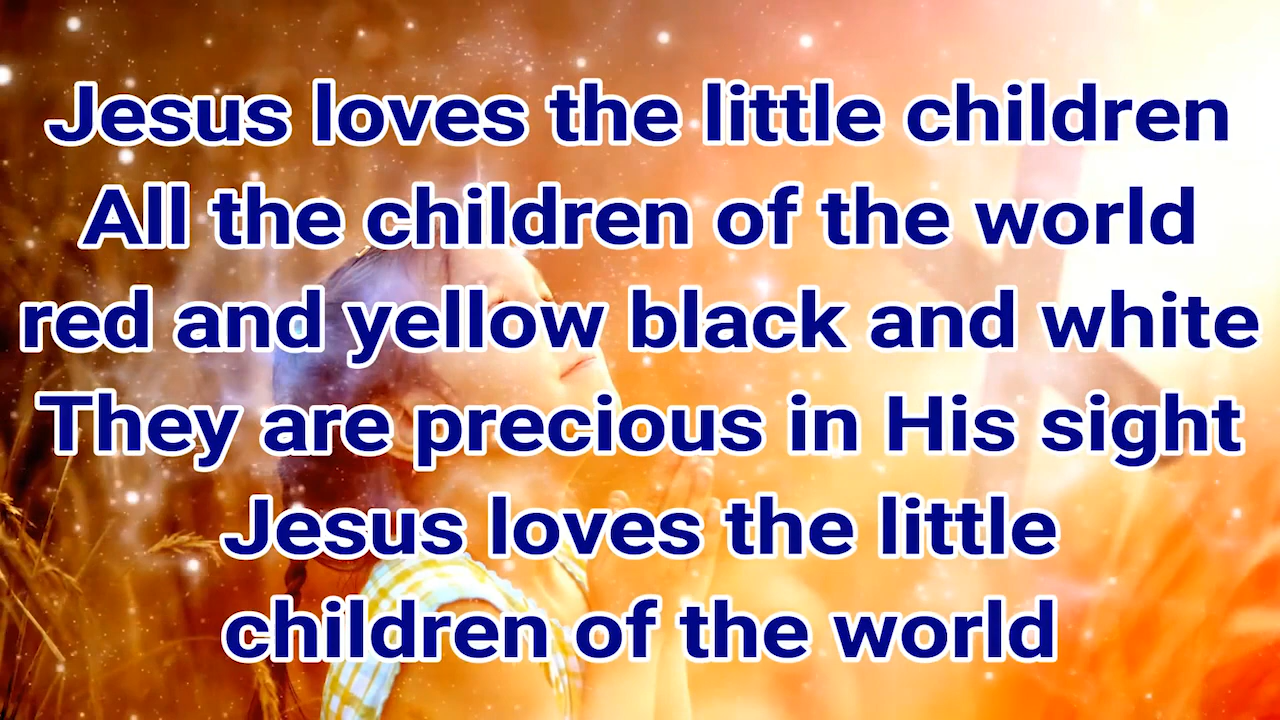 Jesus loves the little children
All the children of the world
red and yellow black and white
They are precious in His sight
Jesus loves the little
children of the world